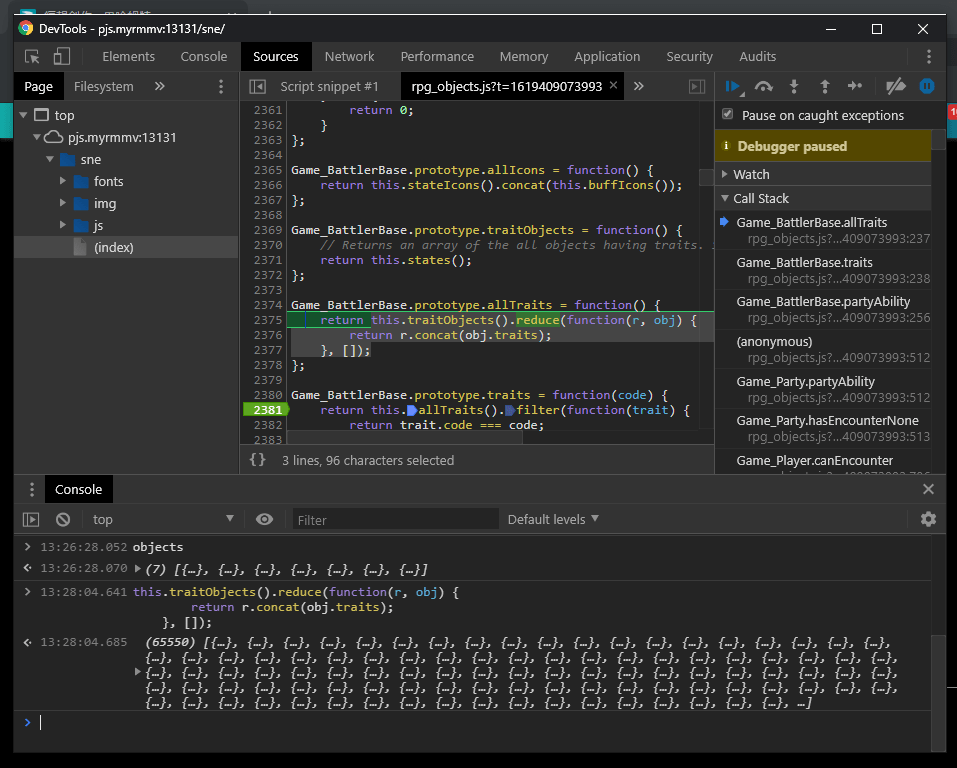 DevTools - pjs.myrmmv:13131/sne/
Elements Console Sources Network Performance Memory Application Security Audits
Page Filesystem »
Script snippet #1 rpg_objects.js?t=1619409073993 × »
top
pjs.myrmmv:13131
sne
fonts
img
js
(index)
2361 return 0;
2362 }
2363 };
2364
2365 Game_BattlerBase.prototype.allIcons = function() {
2366 return this.stateIcons().concat(this.buffIcons());
2367 };
2368
2369 Game_BattlerBase.prototype.traitObjects = function() {
2370 // Returns an array of the all objects having traits.
2371 return this.states();
2372 };
2373
2374 Game_BattlerBase.prototype.allTraits = function() {
2375 return this.traitObjects().reduce(function(r, obj) {
2376 return r.concat(obj.traits);
2377 }, []);
2378 };
2379
2380 Game_BattlerBase.prototype.traits = function(code) {
2381 return this.allTraits().filter(function(trait) {
2382 return trait.code === code;
2383
{} 3 lines, 96 characters selected
Pause on caught exceptions
Debugger paused
Watch
Call Stack
Game_BattlerBase.allTraits
rpg_objects.js?…409073993:237
Game_BattlerBase.traits
rpg_objects.js?…409073993:238
Game_BattlerBase.partyAbility
rpg_objects.js?…409073993:256
(anonymous)
rpg_objects.js?…409073993:512
Game_Party.partyAbility
rpg_objects.js?…409073993:512
Game_Party.hasEncounterNone
rpg_objects.js?…409073993:513
Game_Player.canEncounter
Console
top Filter Default levels
13:26:28.052 objects
13:26:28.070 (7) [{…}, {…}, {…}, {…}, {…}, {…}, {…}]
13:28:04.641 this.traitObjects().reduce(function(r, obj) {
return r.concat(obj.traits);
}, []);
13:28:04.685 (65550) [{…}, {…}, {…}, {…}, {…}, {…}, {…}, {…}, {…}, {…}, {…}, {…}, {…}, {…}, {…}, {…}, {…}, {…}, {…},
{…}, {…}, {…}, {…}, {…}, {…}, {…}, {…}, {…}, {…}, {…}, {…}, {…}, {…}, {…}, {…}, {…}, {…}, {…}, {…}, {…},
{…}, {…}, {…}, {…}, {…}, {…}, {…}, {…}, {…}, {…}, {…}, {…}, {…}, {…}, {…}, {…}, {…}, {…}, {…}, {…}, {…},
{…}, {…}, {…}, {…}, {…}, {…}, {…}, {…}, {…}, {…}, {…}, {…}, {…}, {…}, {…}, {…}, {…}, {…}, {…}, {…}, {…},
{…}, {…}, {…}, {…}, {…}, {…}, {…}, {…}, {…}, {…}, {…}, {…}, {…}, {…}, {…}, {…}, {…}, {…}, …]